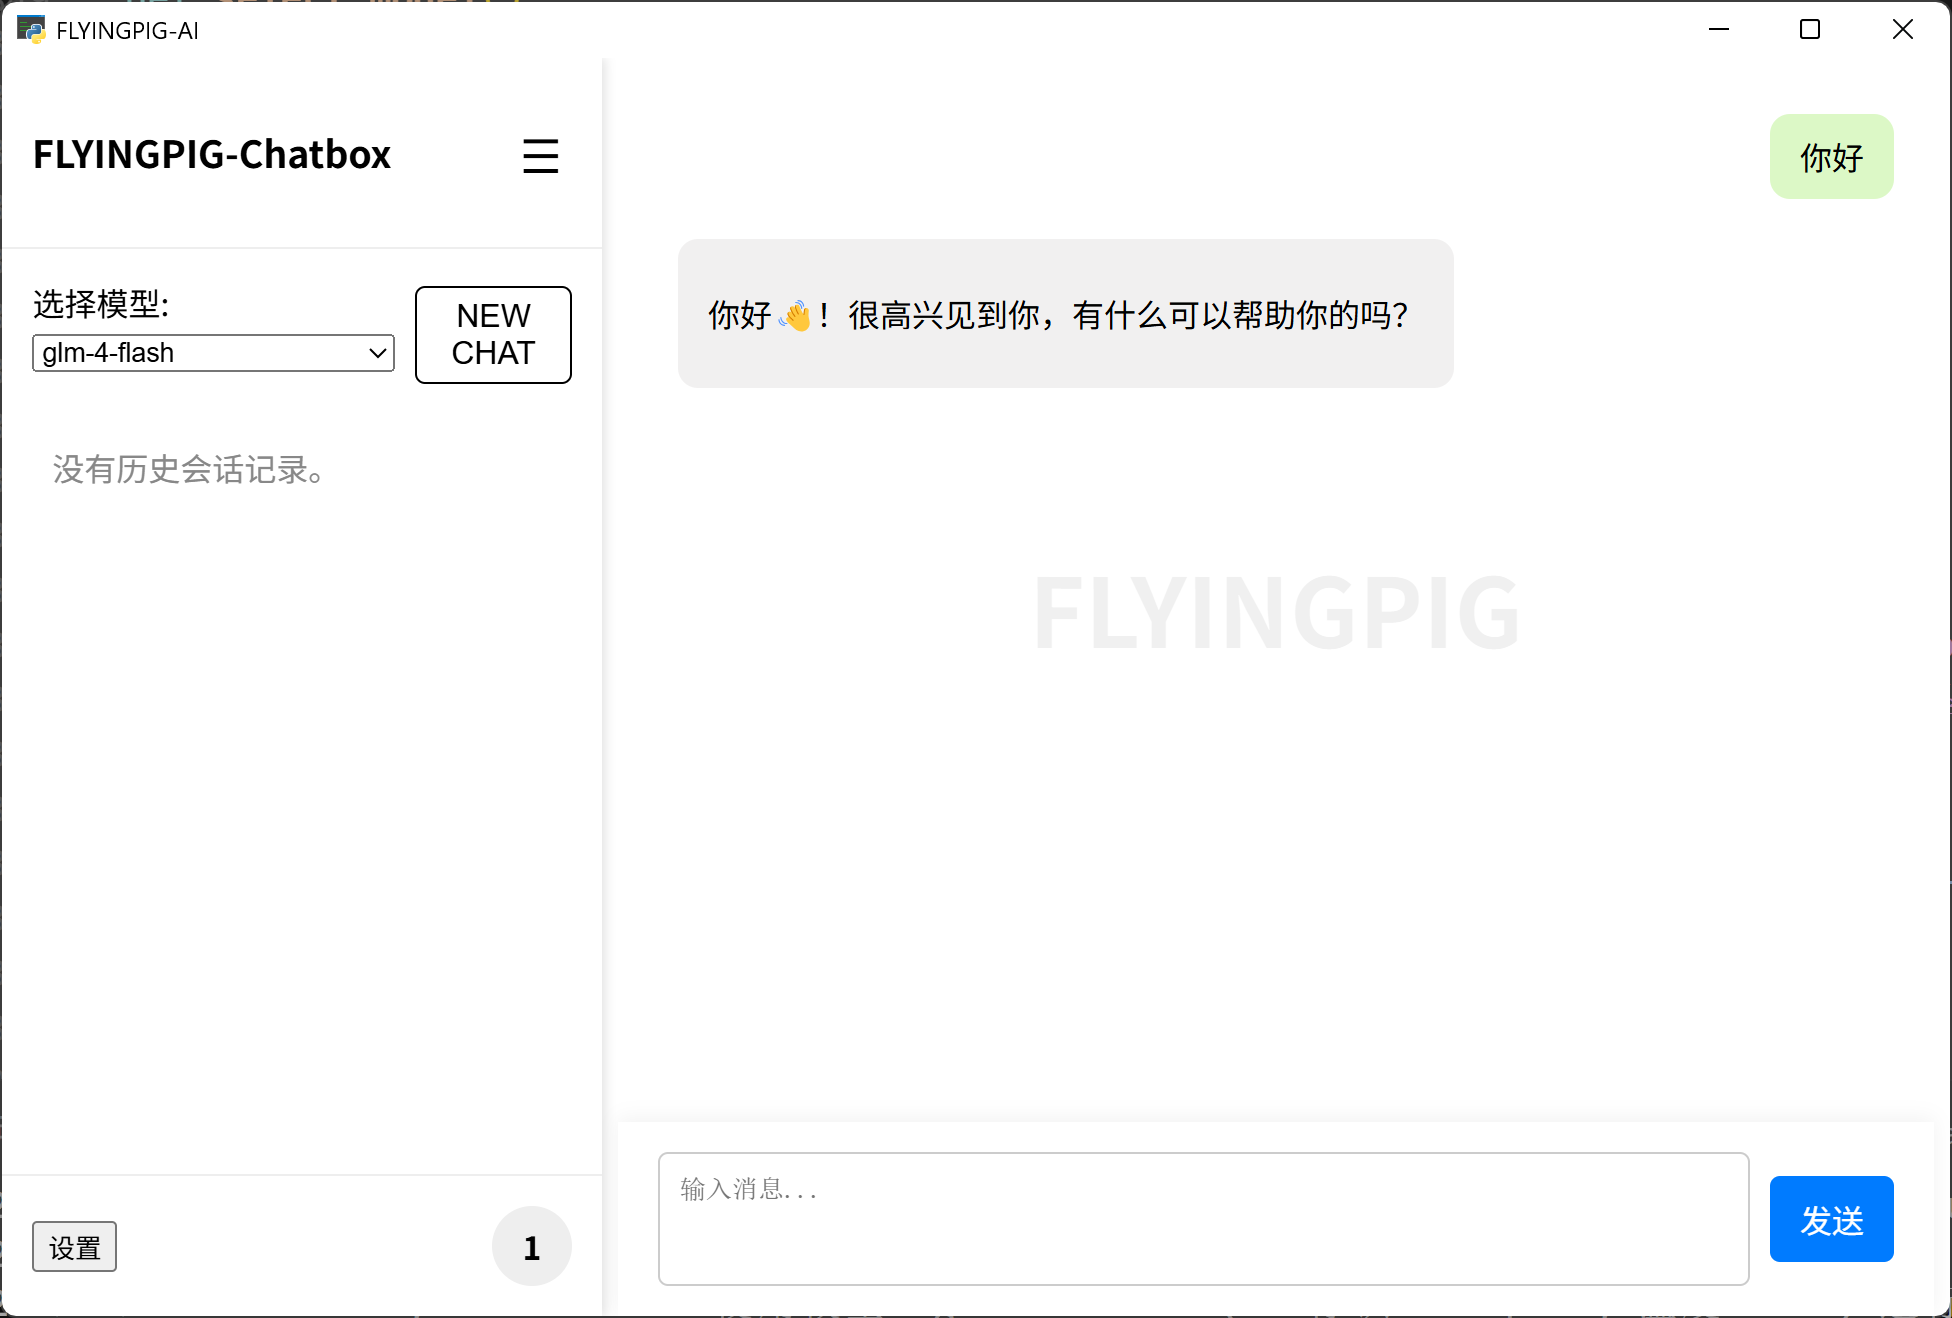 FLYINGPIG-AI
FLYINGPIG-Chatbox
选择模型:
glm-4-flash
NEW
CHAT
没有历史会话记录。
设置
1
你好
你好👋！很高兴见到你，有什么可以帮助你的吗？
FLYINGPIG
输入消息...
发送